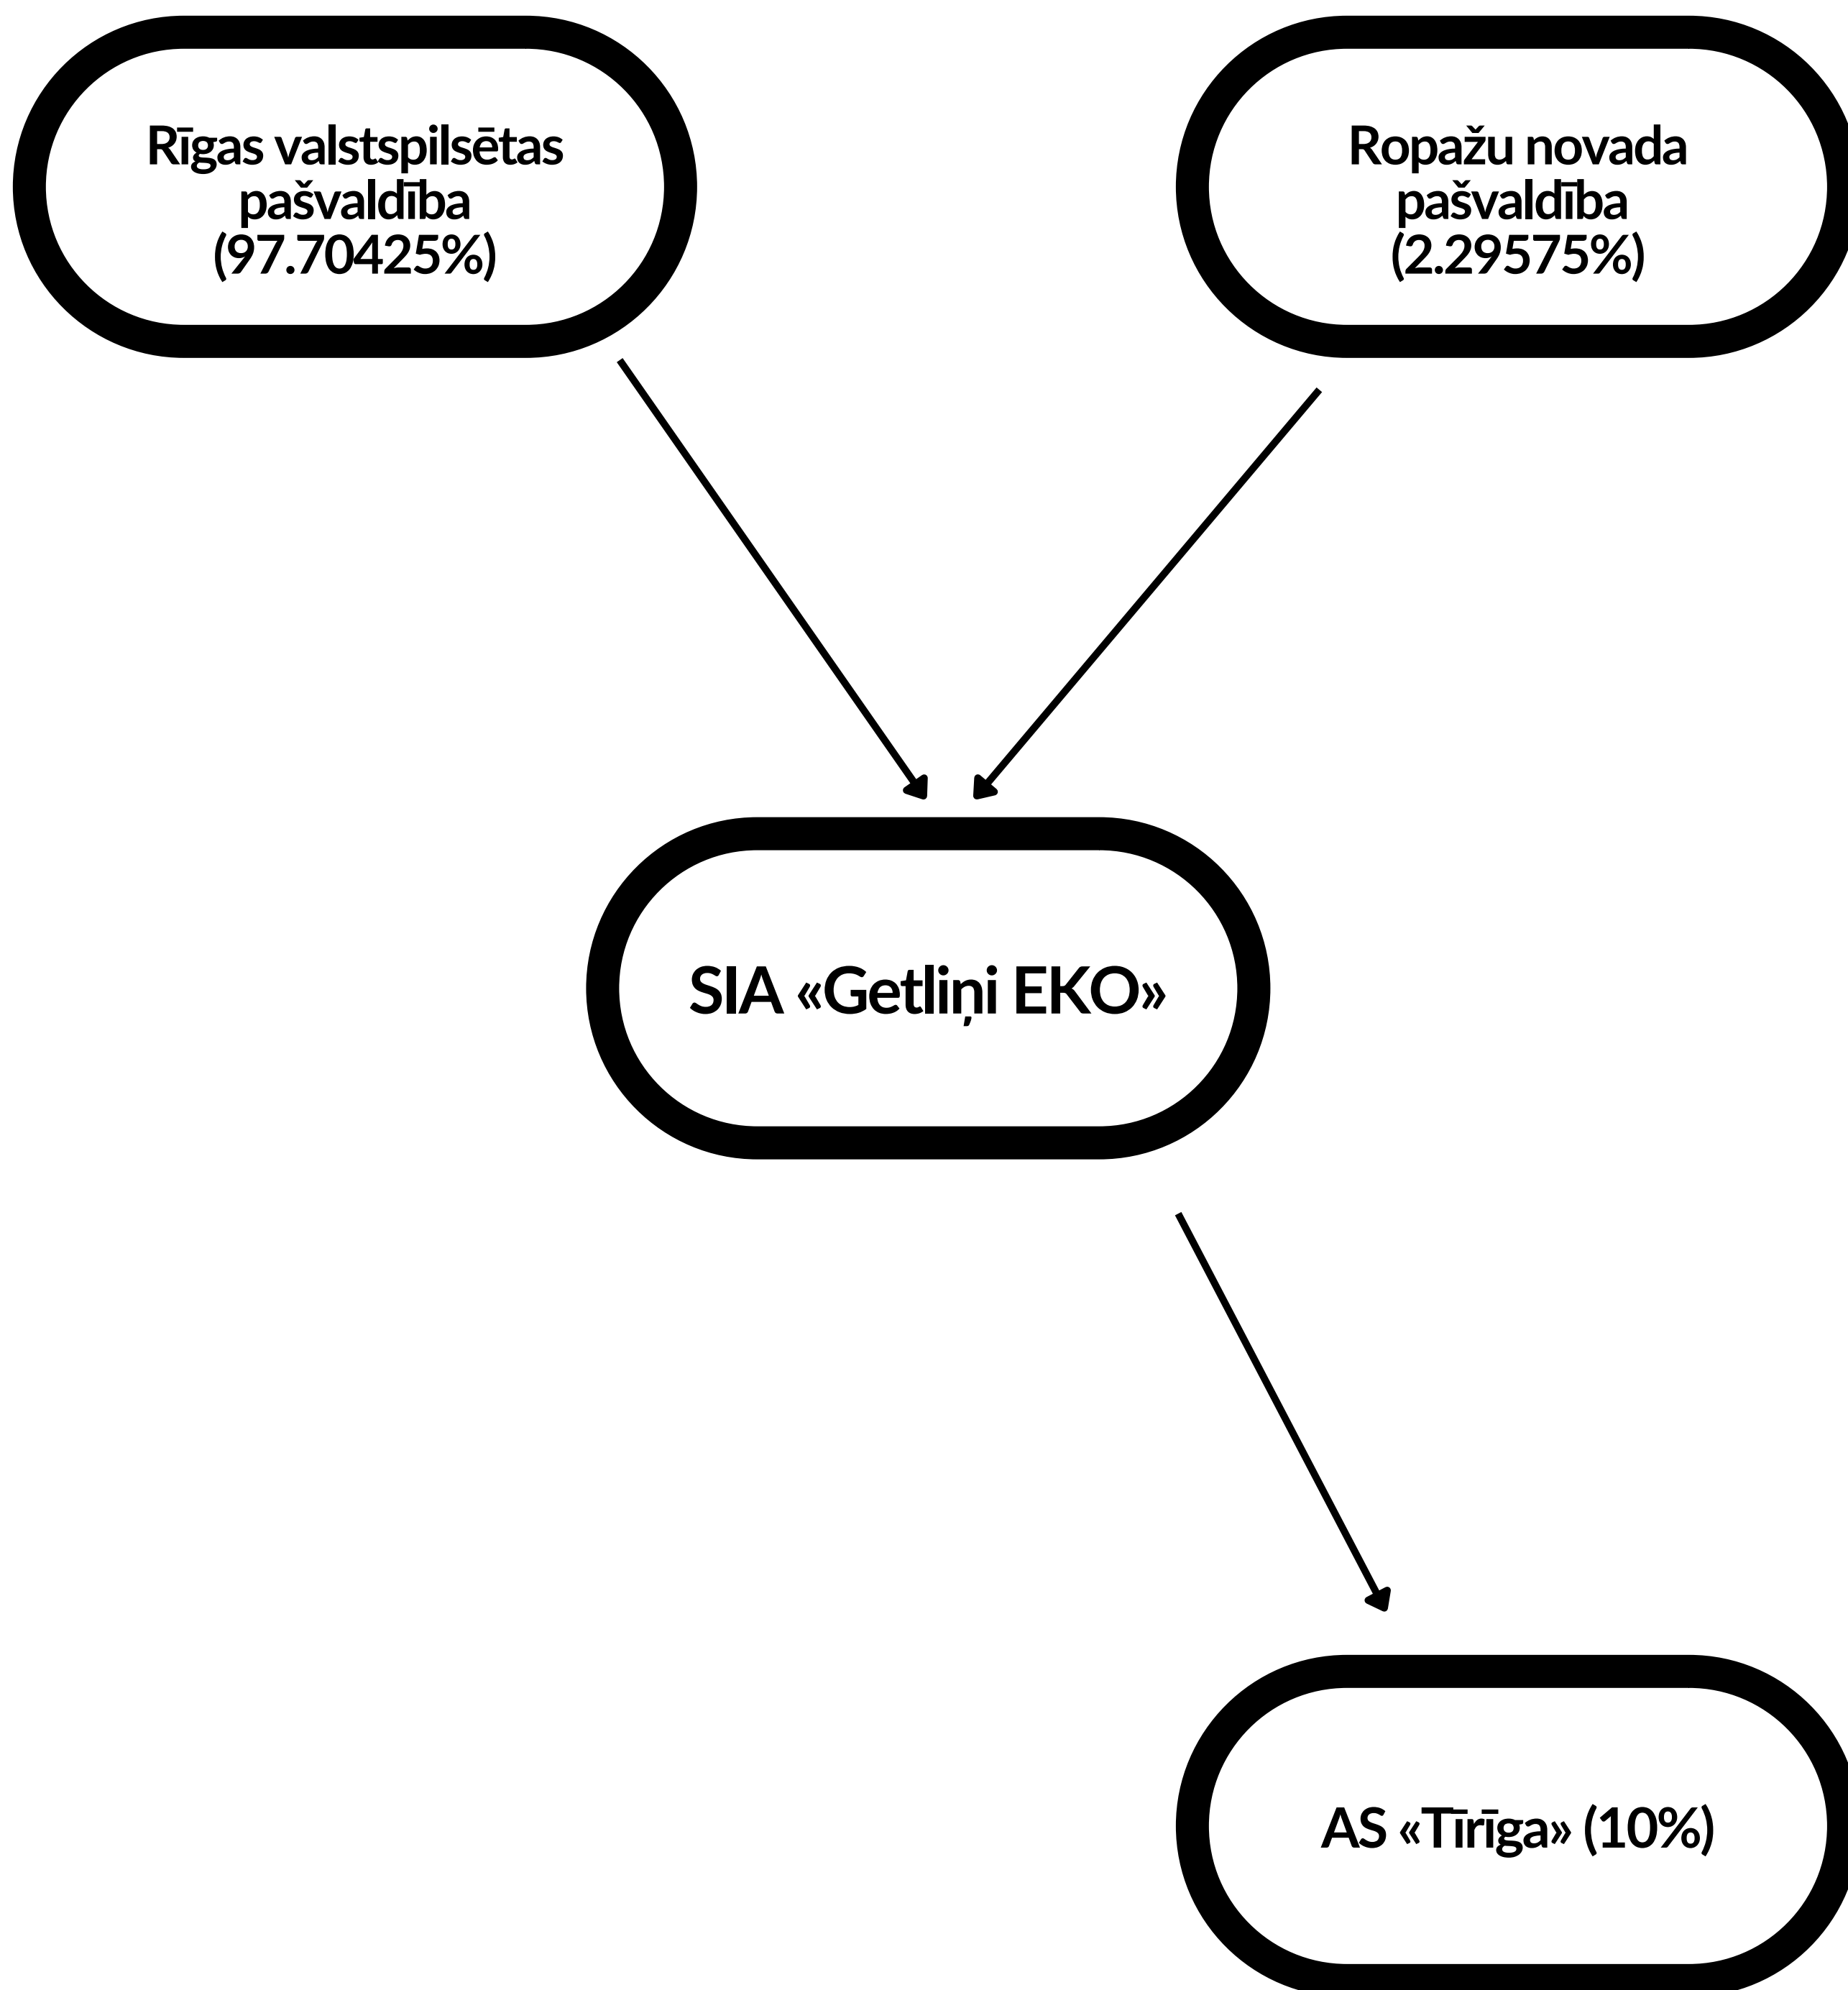 Rīgas valstspilsētas
pašvaldība
(97.70425%)
Ropažu novada
pašvaldība
(2.29575%)
SIA «Getliņi EKO»
AS «Tīrīga» (10%)